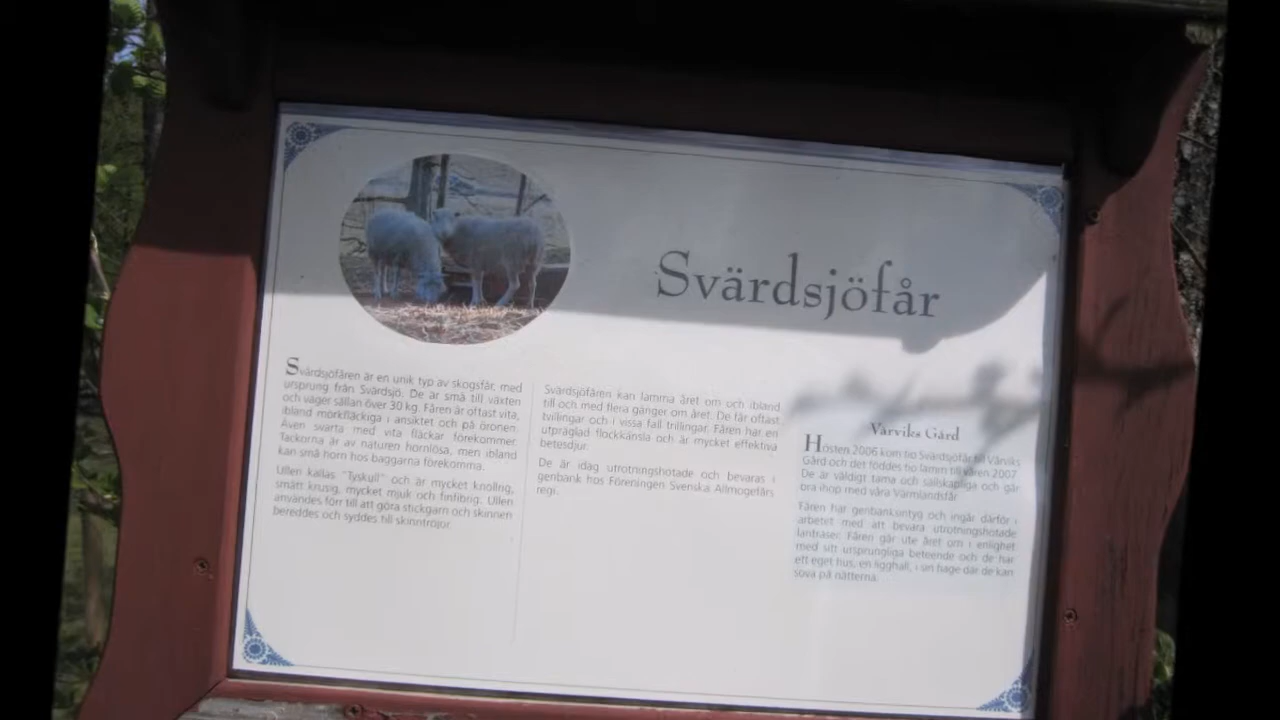 Svärdsjöfår
Svärdsjöfåren är en unik typ av skogsfår, med
ursprung från Svärdsjö. De är små till växten
och väger sällan över 30 kg. Fåren är oftast vita,
ibland mörkfläckiga i ansiktet och på öronen.
Även svarta med vita fläckar förekommer.
Tackorna är av naturen hornlösa, men ibland
kan små horn hos baggarna förekomma.
Ullen kallas "Tyskull" och är mycket knollrig,
smått krusig, mycket mjuk och finfibrig. Ullen
användes förr till att göra stickgarn och skinnen
bereddes och syddes till skinntröjor.
Svärdsjöfåren kan lamma året om och ibland
till och med flera gånger om året. De får oftast
tvillingar och i vissa fall trillingar. Fåren har en
utpräglad flockkänsla och är mycket effektiva
betesdjur.
De är idag utrotningshotade och bevaras i
genbank hos Föreningen Svenska Allmogefårs
regi.
Värviks Gård
Hösten 2006 kom tio Svärdsjöfår till Värviks
Gård och det föddes tio lamm till våren 2007.
De är väldigt tama och sällskapliga och går
bra ihop med våra Värmlandsfår.
Fåren har genbanksintyg och ingår därför i
arbetet med att bevara utrotningshotade
lantraser. Fåren går ute året om i enlighet
med sitt ursprungliga beteende och de har
ett eget hus, en ligghall, i sin hage där de kan
sova på nätterna.